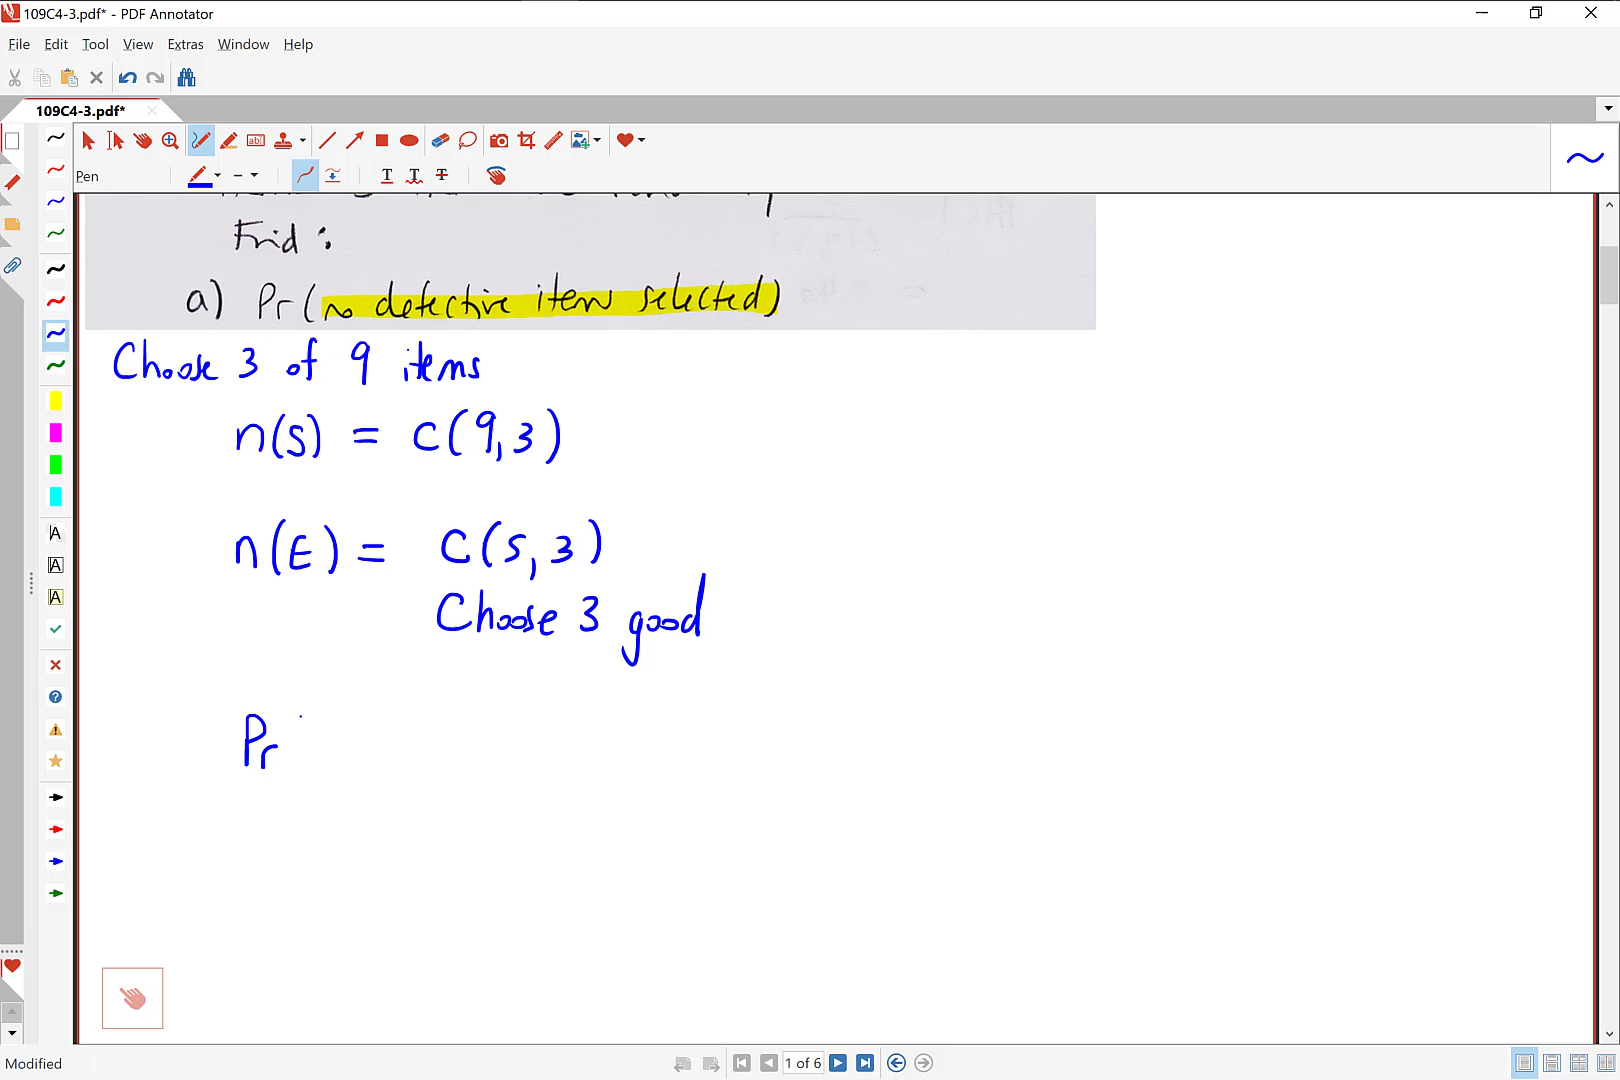 109C4-3.pdf* - PDF Annotator
File Edit Tool View Extras Window Help
109C4-3.pdf*
Pen
Find :
a) Pr (no defective item selected)
Choose 3 of 9 items
n(S) = C(9,3)
n(E) = C(5,3)
Choose 3 good
Pr
Modified
1 of 6